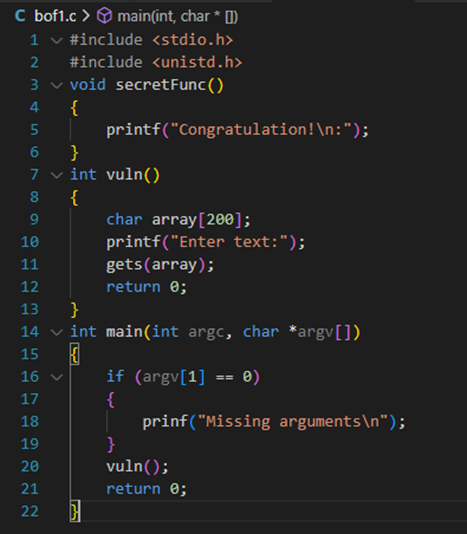 C bof1.c > main(int, char * [])
1 #include <stdio.h>
2 #include <unistd.h>
3 void secretFunc()
4 {
5 printf("Congratulation!\n:");
6 }
7 int vuln()
8 {
9 char array[200];
10 printf("Enter text:");
11 gets(array);
12 return 0;
13 }
14 int main(int argc, char *argv[])
15 {
16 if (argv[1] == 0)
17 {
18 prinf("Missing arguments\n");
19 }
20 vuln();
21 return 0;
22 }